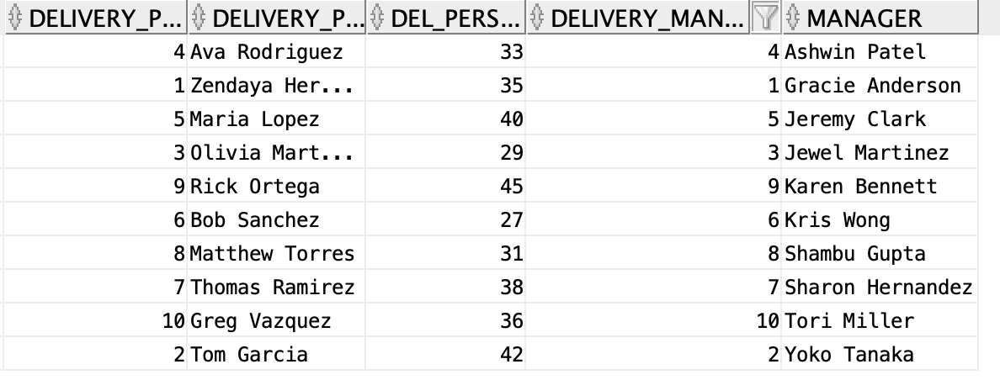 DELIVERY_P... DELIVERY_P... DEL_PERS... DELIVERY_MAN... MANAGER
4 Ava Rodriguez 33 4 Ashwin Patel
1 Zendaya Her... 35 1 Gracie Anderson
5 Maria Lopez 40 5 Jeremy Clark
3 Olivia Mart... 29 3 Jewel Martinez
9 Rick Ortega 45 9 Karen Bennett
6 Bob Sanchez 27 6 Kris Wong
8 Matthew Torres 31 8 Shambu Gupta
7 Thomas Ramirez 38 7 Sharon Hernandez
10 Greg Vazquez 36 10 Tori Miller
2 Tom Garcia 42 2 Yoko Tanaka